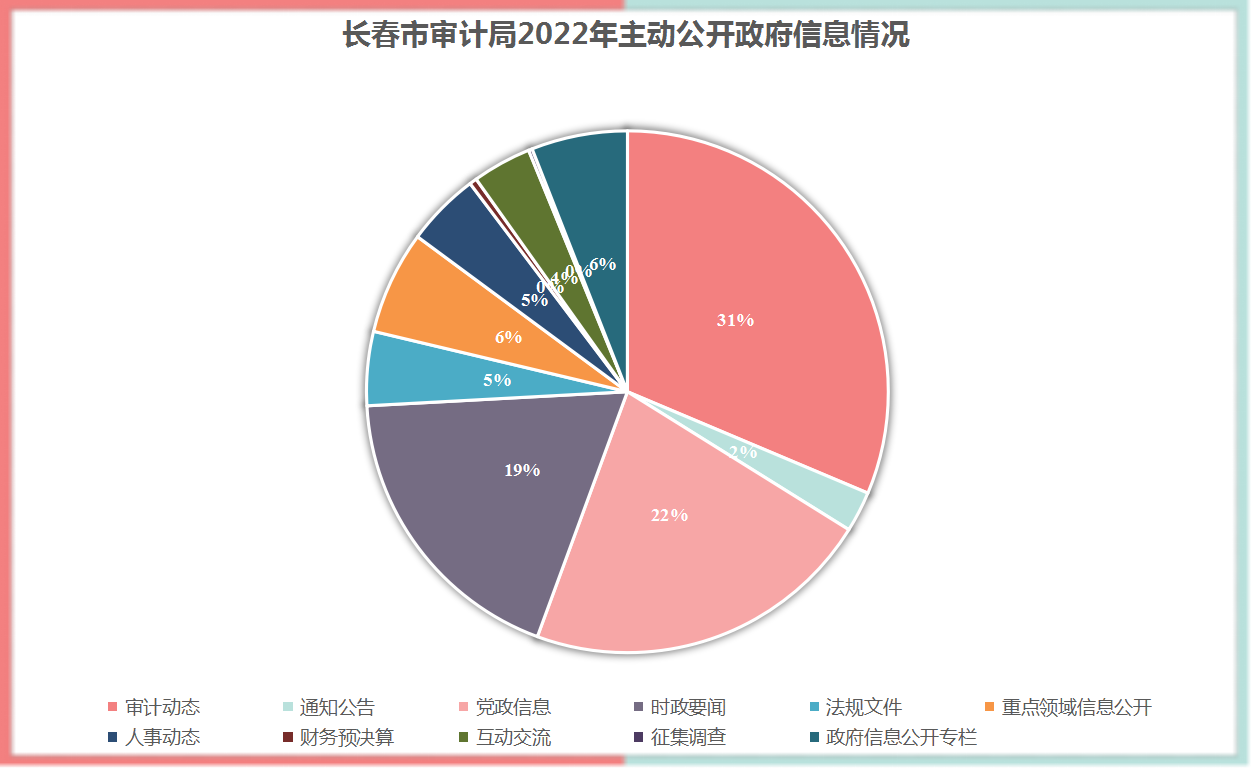 长春市审计局2022年主动公开政府信息情况
6%
0%
4%
0%
5%
31%
6%
5%
2%
19%
22%
审计动态
通知公告
党政信息
时政要闻
法规文件
重点领域信息公开
人事动态
财务预决算
互动交流
征集调查
政府信息公开专栏